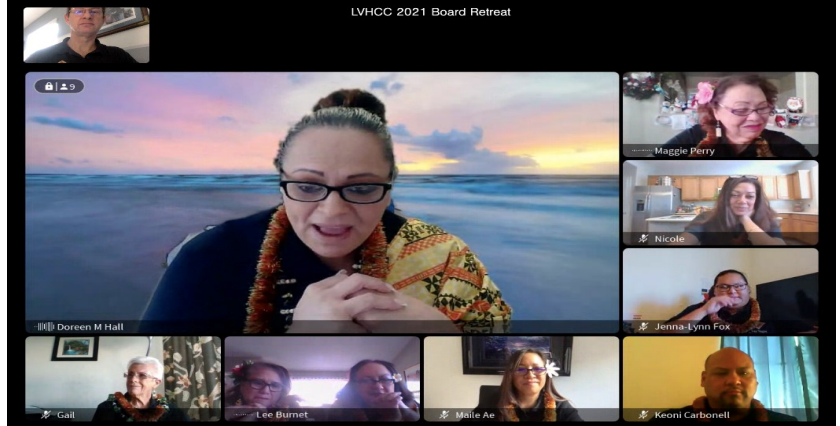 LVHCC 2021 Board Retreat
9
Maggie Perry
Nicole
Doreen M Hall
Jenna-Lynn Fox
Gail
Lee Burnet
Maile Ae
Keoni Carbonell